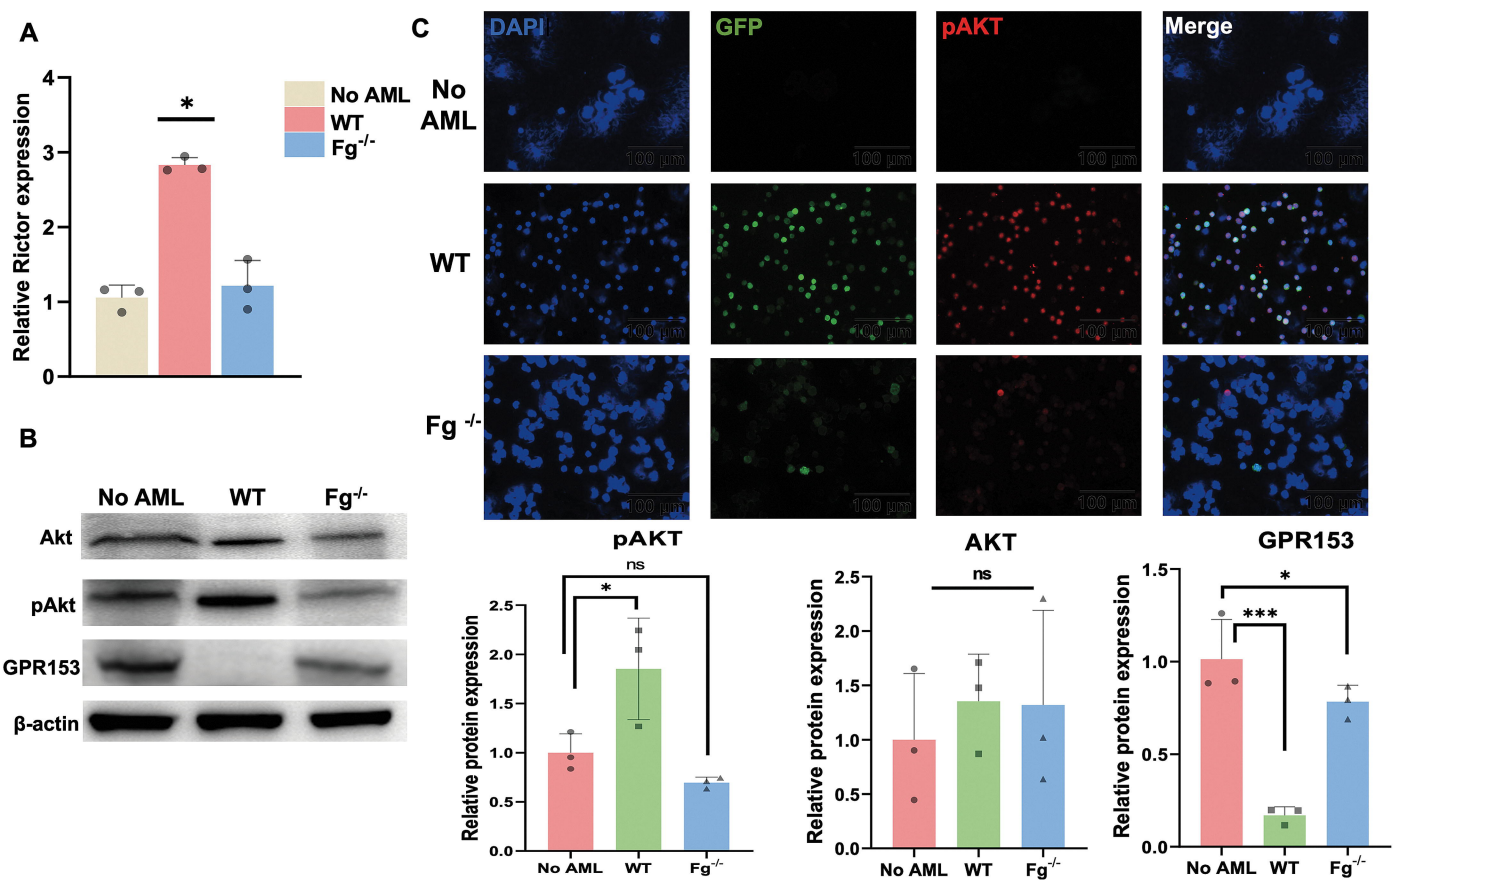 A
Relative Rictor expression
4
3
2
1
0
*
No AML
WT
Fg-/-
B
No AML WT Fg-/-
Akt
pAkt
GPR153
β-actin
C
DAPI GFP pAKT Merge
No
AML
100 µm 100 µm 100 µm 100 µm
WT
100 µm 100 µm 100 µm 100 µm
Fg -/-
100 µm 100 µm 100 µm 100 µm
pAKT
Relative protein expression
2.5
2.0
1.5
1.0
0.5
0.0
ns
*
No AML WT Fg-/-
AKT
Relative protein expression
2.5
2.0
1.5
1.0
0.5
0.0
ns
No AML WT Fg-/-
GPR153
Relative protein expression
1.5
1.0
0.5
0.0
*
***
No AML WT Fg-/-